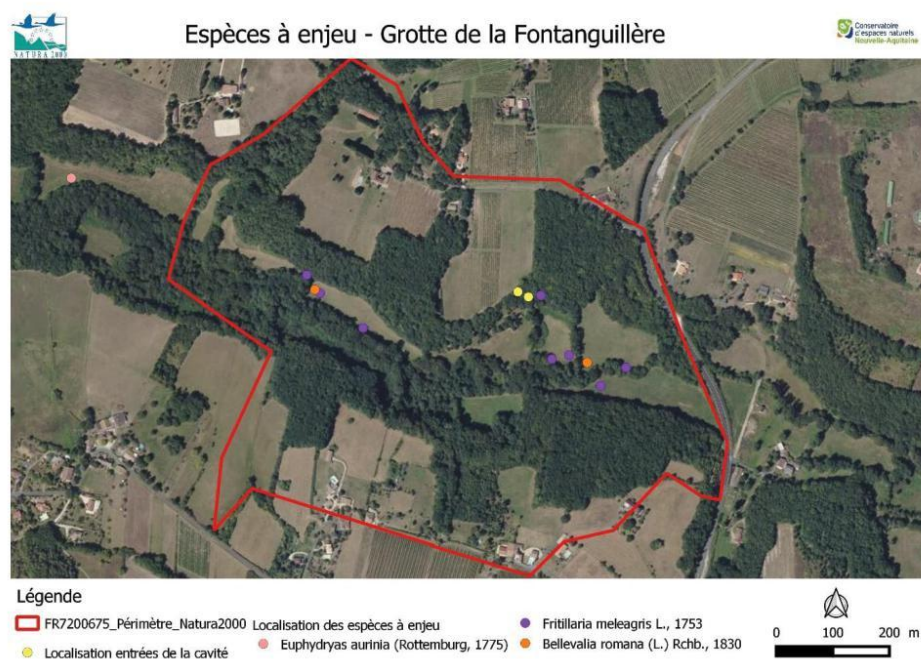 NATURA 2000
Espèces à enjeu - Grotte de la Fontanguillère
Conservatoire
d'espaces naturels
Nouvelle-Aquitaine
Légende
FR7200675_Périmètre_Natura2000
Localisation des espèces à enjeu
Fritillaria meleagris L., 1753
Localisation entrées de la cavité
Euphydryas aurinia (Rottemburg, 1775)
Bellevalia romana (L.) Rchb., 1830
0 100 200 m